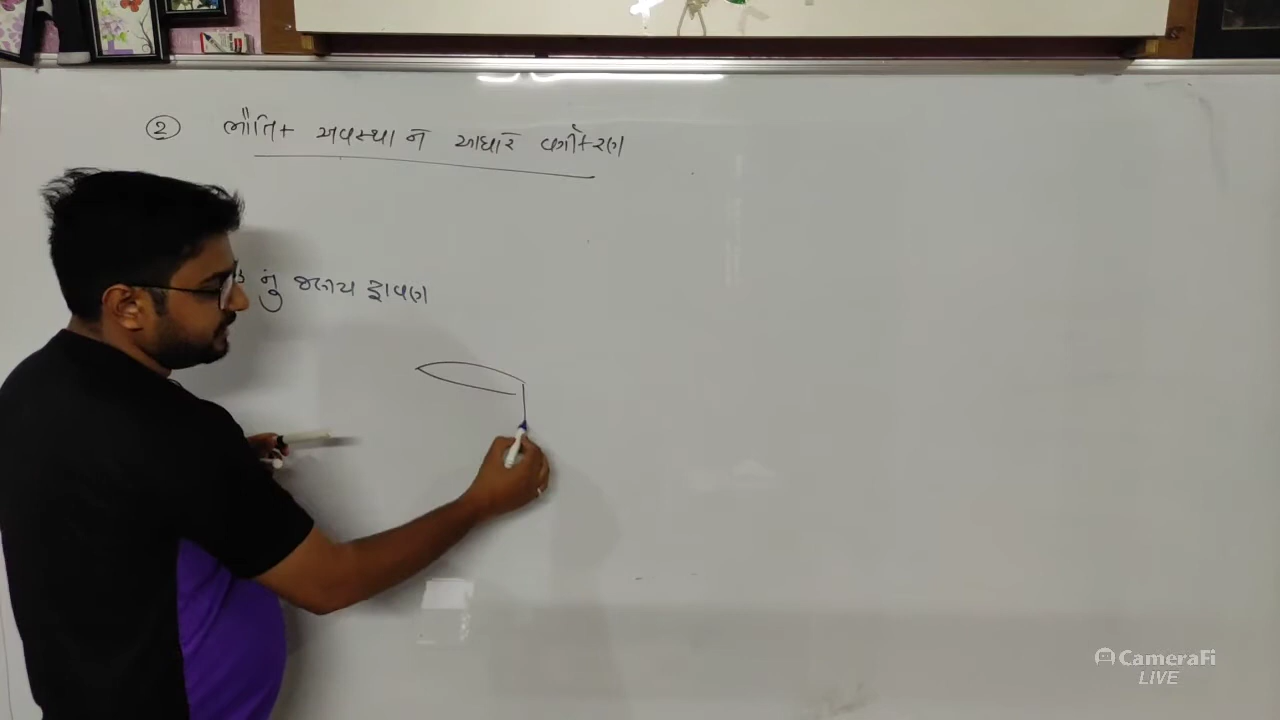 ② ભૌતિક અવસ્થા ને આધારે વર્ગીકરણ
નું જલીય દ્રાવણ
CameraFi
LIVE